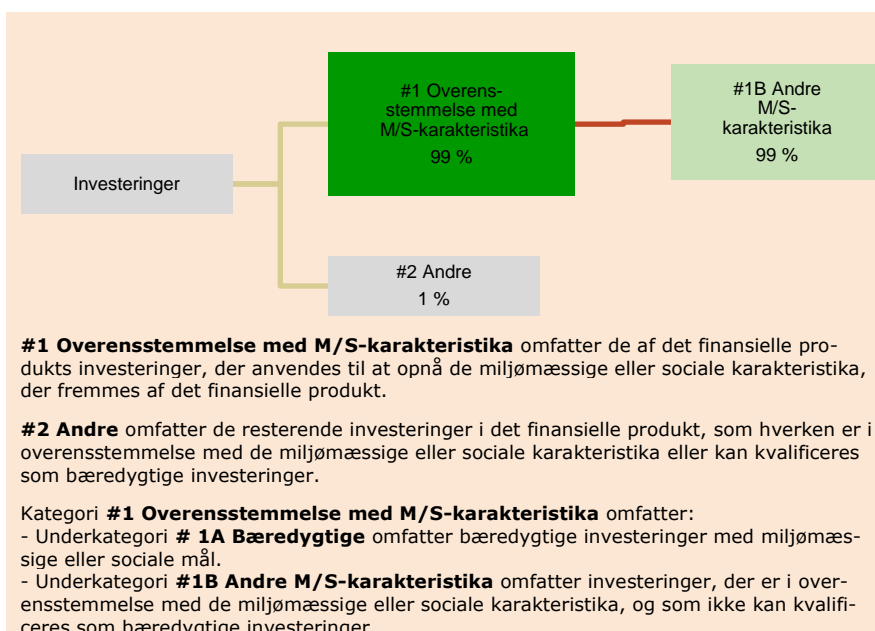 #1 Overens-
stemmelse med
M/S-karakteristika
99 %
#1B Andre
M/S-
karakteristika
99 %
Investeringer
#2 Andre
1 %
#1 Overensstemmelse med M/S-karakteristika omfatter de af det finansielle pro-
dukts investeringer, der anvendes til at opnå de miljømæssige eller sociale karakteristika,
der fremmes af det finansielle produkt.
#2 Andre omfatter de resterende investeringer i det finansielle produkt, som hverken er i
overensstemmelse med de miljømæssige eller sociale karakteristika eller kan kvalificeres
som bæredygtige investeringer.
Kategori #1 Overensstemmelse med M/S-karakteristika omfatter:
- Underkategori # 1A Bæredygtige omfatter bæredygtige investeringer med miljømæs-
sige eller sociale mål.
- Underkategori #1B Andre M/S-karakteristika omfatter investeringer, der er i over-
ensstemmelse med de miljømæssige eller sociale karakteristika, og som ikke kan kvalifi-
ceres som bæredygtige investeringer.